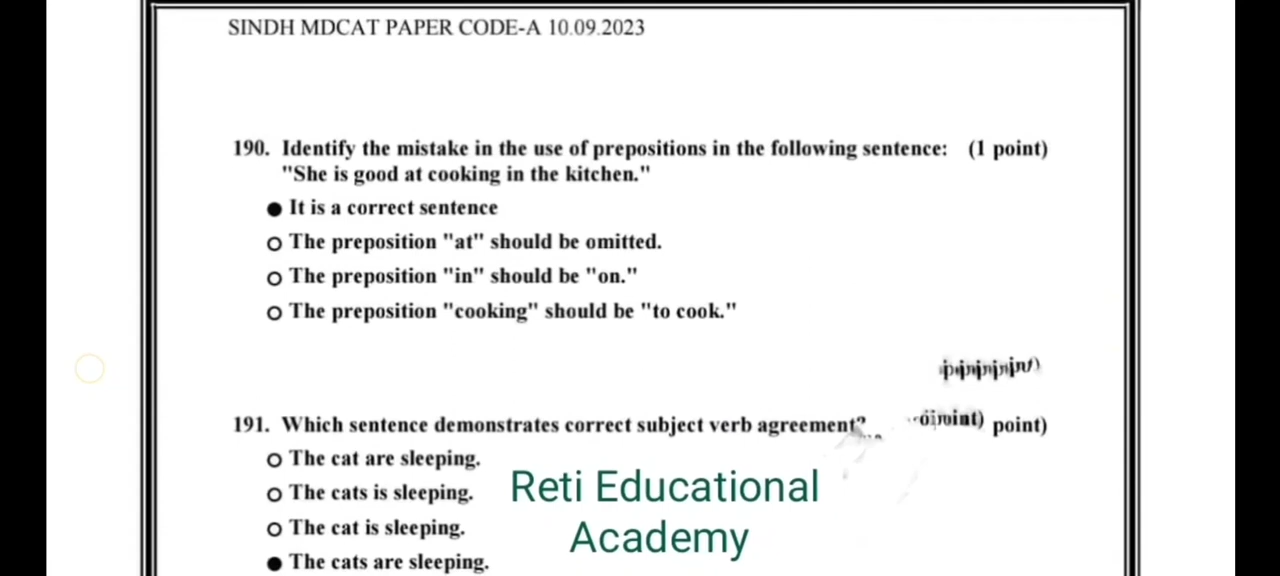 SINDH MDCAT PAPER CODE-A 10.09.2023
190. Identify the mistake in the use of prepositions in the following sentence: (1 point)
"She is good at cooking in the kitchen."
It is a correct sentence
The preposition "at" should be omitted.
The preposition "in" should be "on."
The preposition "cooking" should be "to cook."
191. Which sentence demonstrates correct subject verb agreement? point)
The cat are sleeping.
The cats is sleeping.
The cat is sleeping.
The cats are sleeping.
Reti Educational
Academy